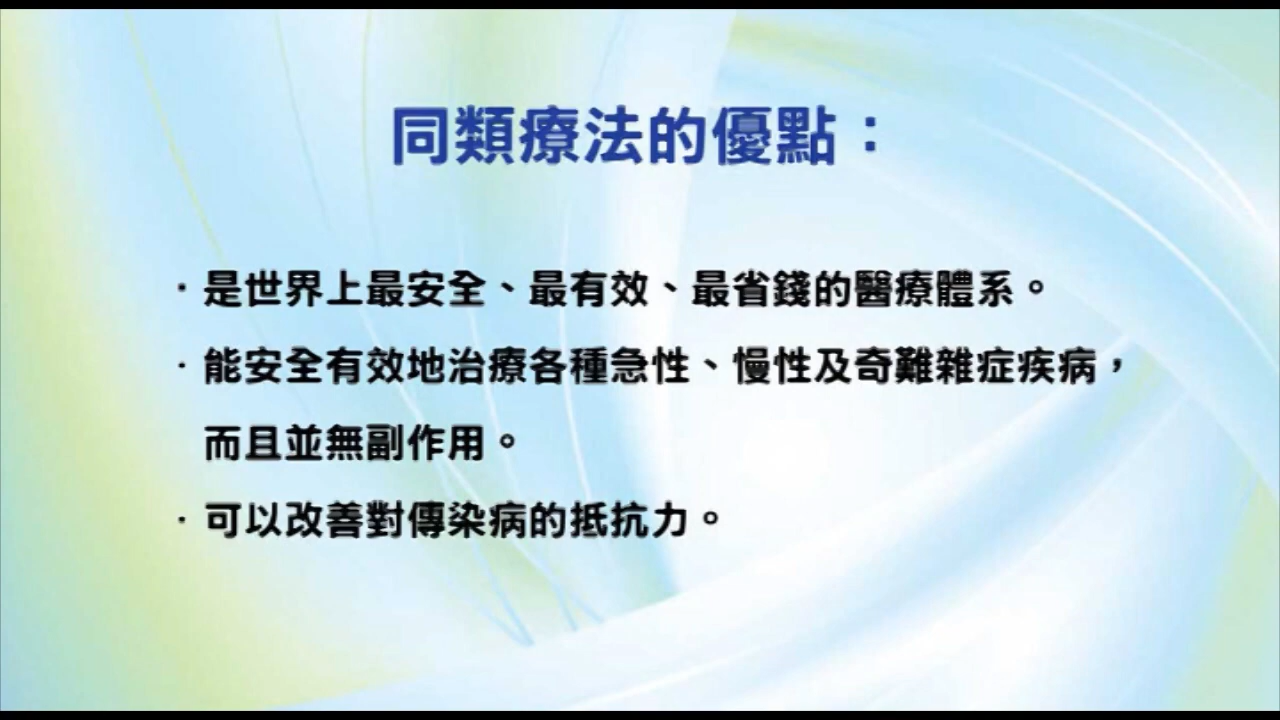 同類療法的優點：
·是世界上最安全、最有效、最省錢的醫療體系。
·能安全有效地治療各種急性、慢性及奇難雜症疾病，
而且並無副作用。
·可以改善對傳染病的抵抗力。